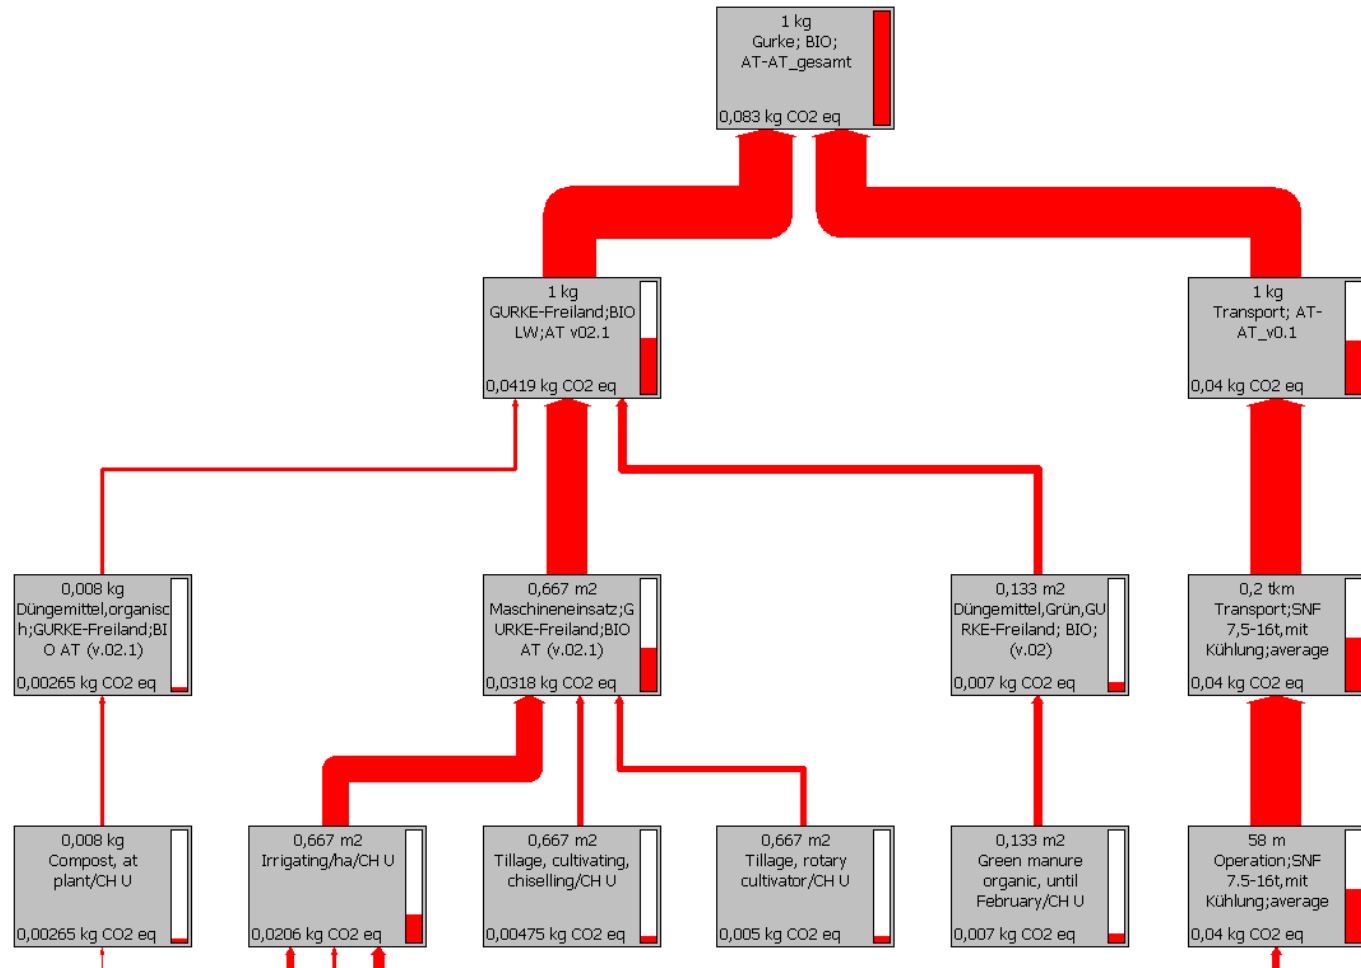 1 kg
Gurke; BIO;
AT-AT_gesamt
0,083 kg CO2 eq
1 kg
GURKE-Freiland;BIO
LW;AT v02.1
0,0419 kg CO2 eq
1 kg
Transport; AT-
AT_v0.1
0,04 kg CO2 eq
0,008 kg
Düngemittel,organisc
h;GURKE-Freiland;BI
O AT (v.02.1)
0,00265 kg CO2 eq
0,667 m2
Maschineneinsatz;G
URKE-Freiland;BIO
AT (v.02.1)
0,0318 kg CO2 eq
0,133 m2
Düngemittel,Grün,GU
RKE-Freiland; BIO;
(v.02)
0,007 kg CO2 eq
0,2 tkm
Transport;SNF
7,5-16t,mit
Kühlung;average
0,04 kg CO2 eq
0,008 kg
Compost, at
plant/CH U
0,00265 kg CO2 eq
0,667 m2
Irrigating/ha/CH U
0,0206 kg CO2 eq
0,667 m2
Tillage, cultivating,
chiselling/CH U
0,00475 kg CO2 eq
0,667 m2
Tillage, rotary
cultivator/CH U
0,005 kg CO2 eq
0,133 m2
Green manure
organic, until
February/CH U
0,007 kg CO2 eq
58 m
Operation;SNF
7.5-16t,mit
Kühlung;average
0,04 kg CO2 eq